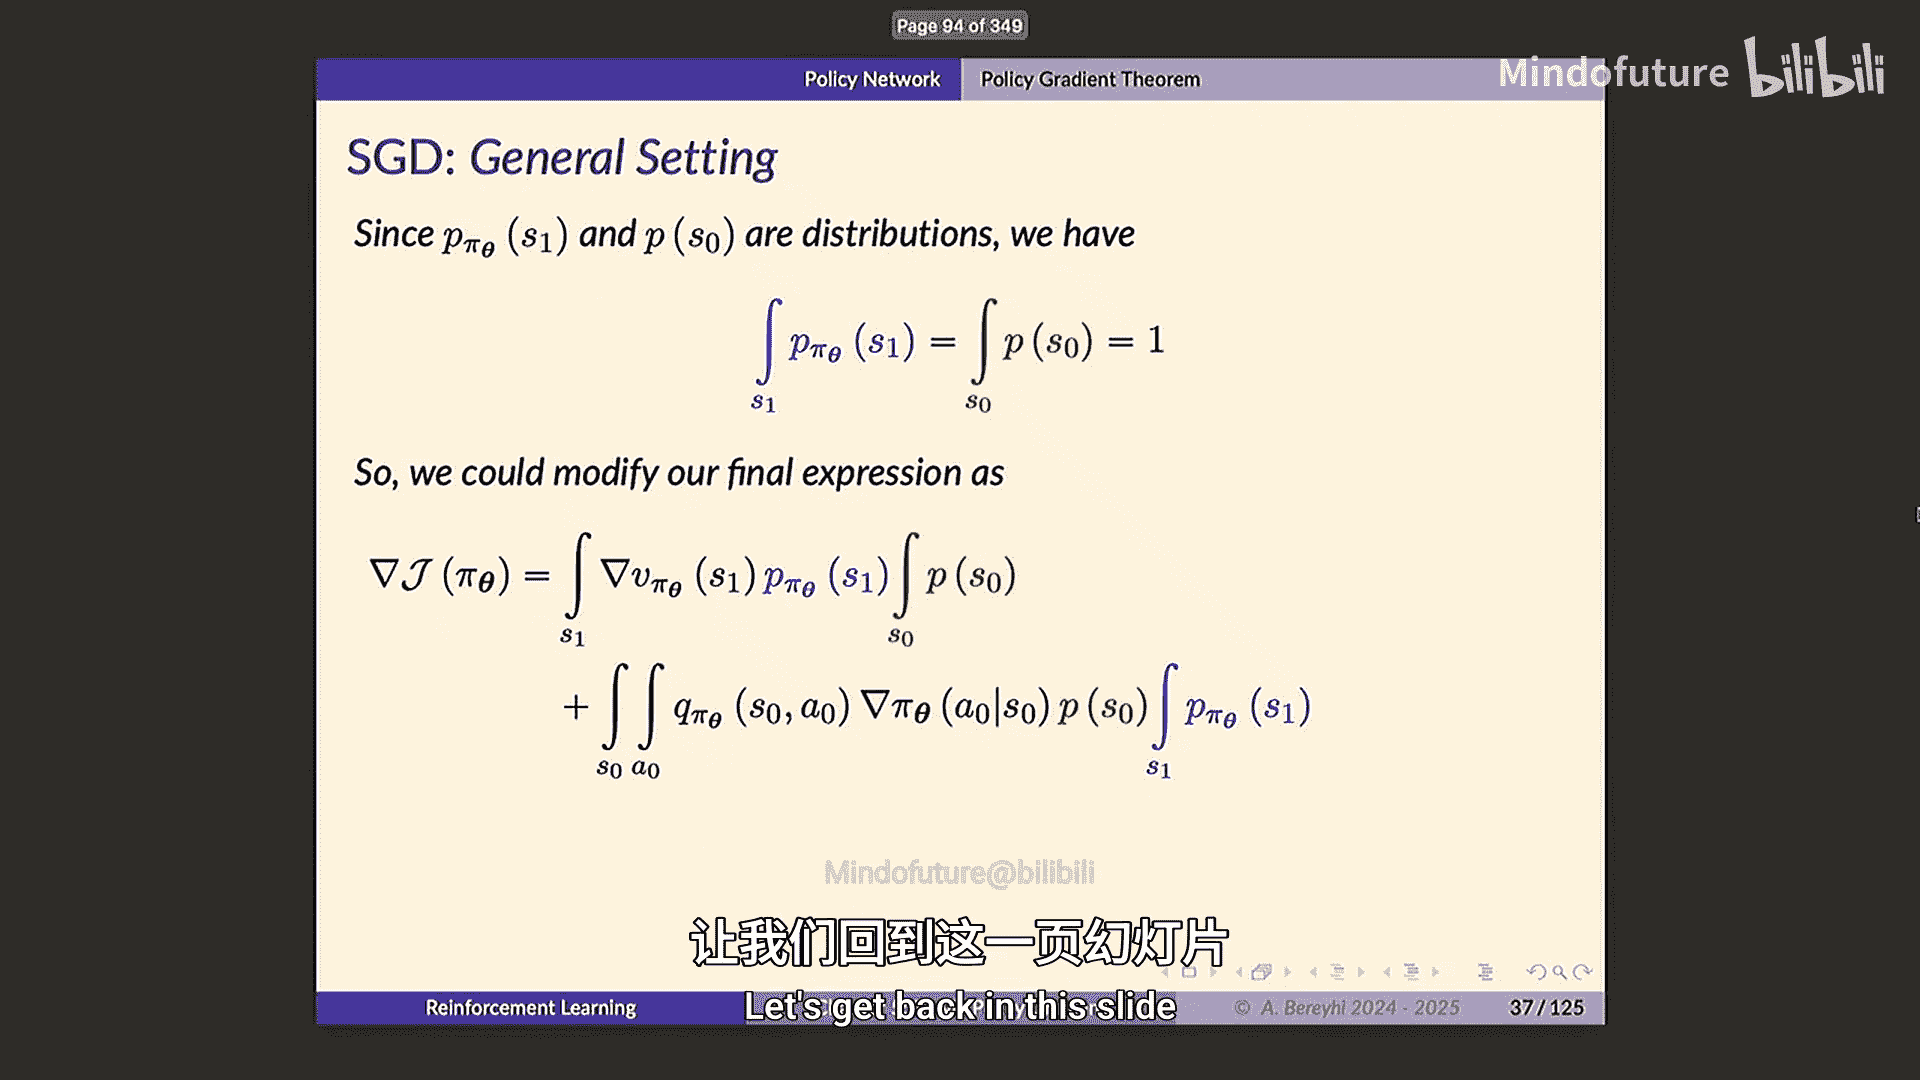 Page 94 of 349
Mindofuture bilibili
Policy Network Policy Gradient Theorem
SGD: General Setting
Since p_{π_θ}(s_1) and p(s_0) are distributions, we have
∫_{s_1} p_{π_θ}(s_1) = ∫_{s_0} p(s_0) = 1
So, we could modify our final expression as
∇𝒥(π_θ) = ∫_{s_1} ∇v_{π_θ}(s_1) p_{π_θ}(s_1) ∫_{s_0} p(s_0)
+ ∫_{s_0} ∫_{a_0} q_{π_θ}(s_0, a_0) ∇π_θ(a_0|s_0) p(s_0) ∫_{s_1} p_{π_θ}(s_1)
Mindofuture@bilibili
让我们回到这一页幻灯片
Let's get back in this slide
Reinforcement Learning
© A. Bereyhi 2024 - 2025 37/125